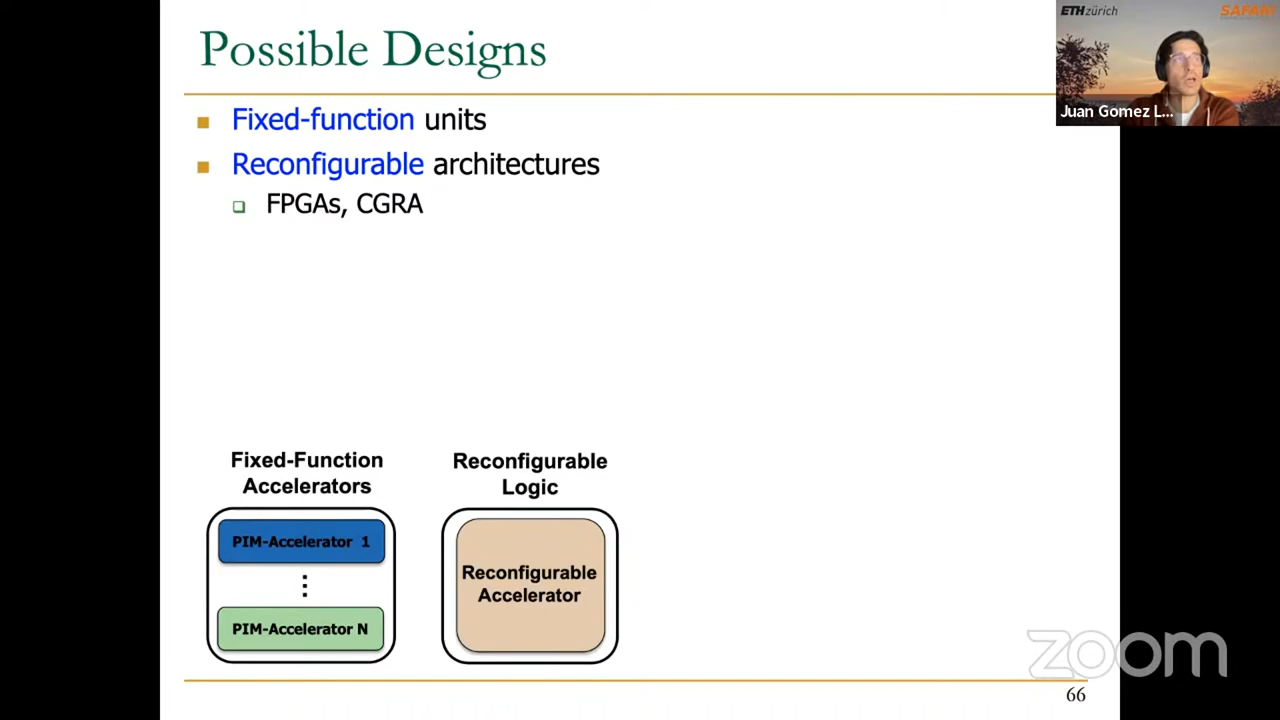 Possible Designs
Fixed-function units
Reconfigurable architectures
FPGAs, CGRA
Fixed-Function
Accelerators
PIM-Accelerator 1
PIM-Accelerator N
Reconfigurable
Logic
Reconfigurable
Accelerator
ETH zürich
SAFARI
Juan Gomez L...
zoom
66